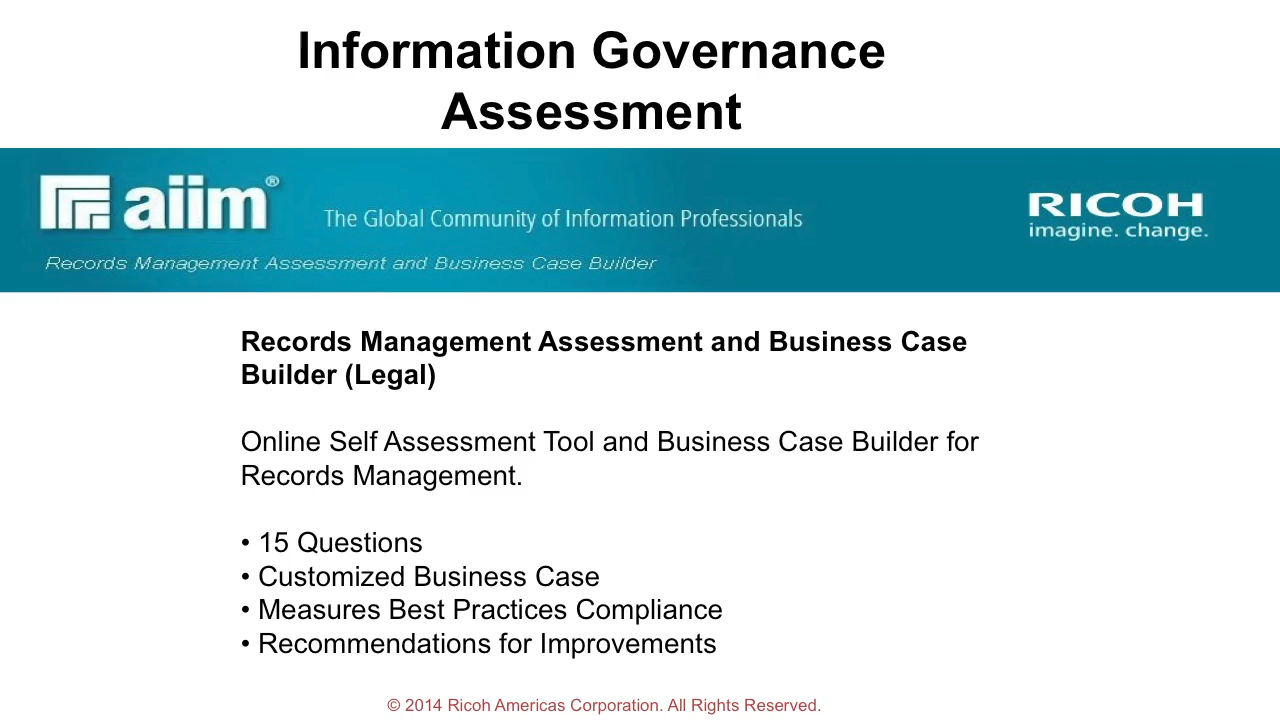 Information Governance
Assessment
aiim®
The Global Community of Information Professionals
RICOH
imagine. change.
Records Management Assessment and Business Case Builder
Records Management Assessment and Business Case
Builder (Legal)
Online Self Assessment Tool and Business Case Builder for
Records Management.
• 15 Questions
• Customized Business Case
• Measures Best Practices Compliance
• Recommendations for Improvements
© 2014 Ricoh Americas Corporation. All Rights Reserved.